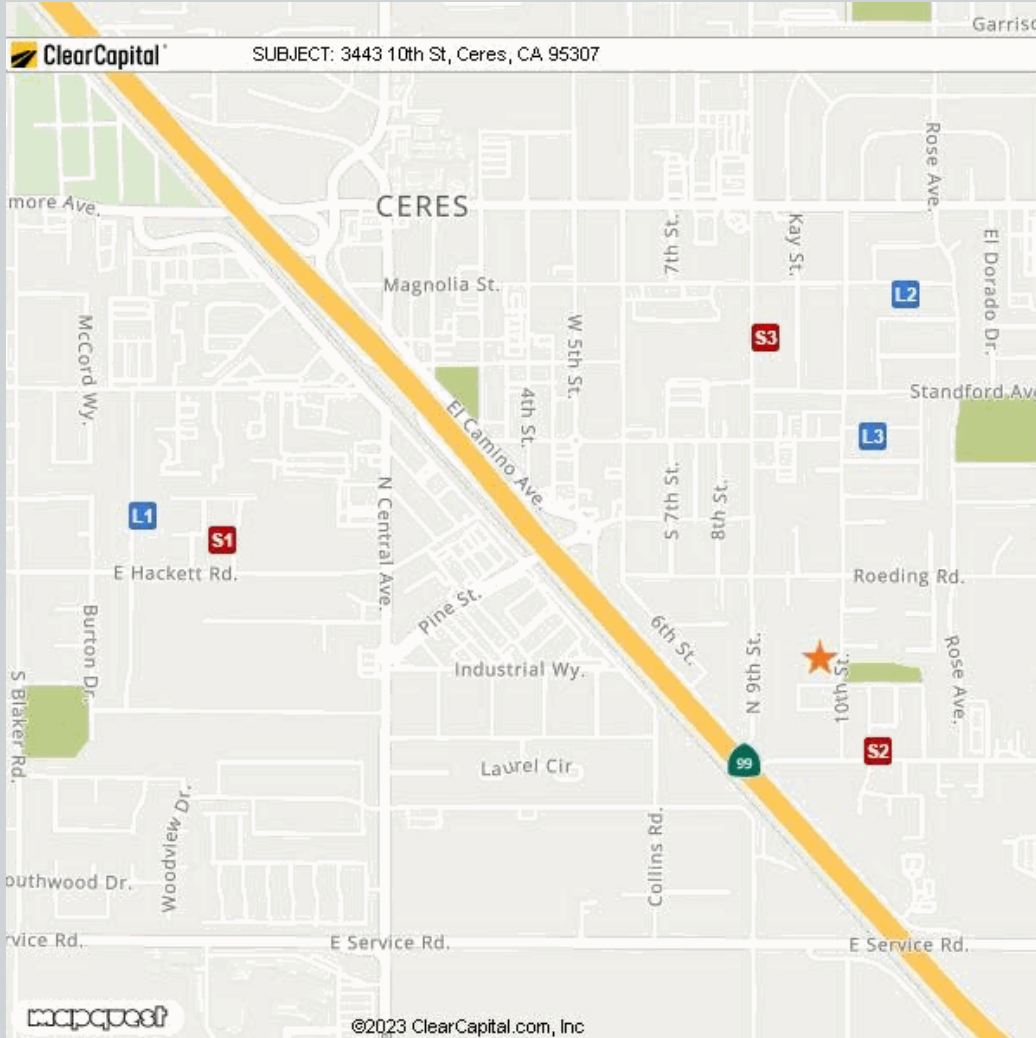 Garrisc
ClearCapital
SUBJECT: 3443 10th St, Ceres, CA 95307
Rose Ave.
more Ave.
CERES
7th St.
Kay St.
El Dorado Dr.
Magnolia St.
L2
McCord Wy.
W 5th St.
S3
4th St.
Standford Ave
El Camino Ave.
L3
N Central Ave.
S 7th St.
8th St.
L1
S1
E Hackett Rd.
Roeding Rd.
Pine St.
Burton Dr.
6th St.
N 9th St.
10th St.
Rose Ave.
Industrial Wy.
S Blaker Rd.
S2
99
Laurel Cir
Woodview Dr.
Collins Rd.
outhwood Dr.
rvice Rd.
E Service Rd.
E Service Rd.
mapquest
©2023 ClearCapital.com, Inc